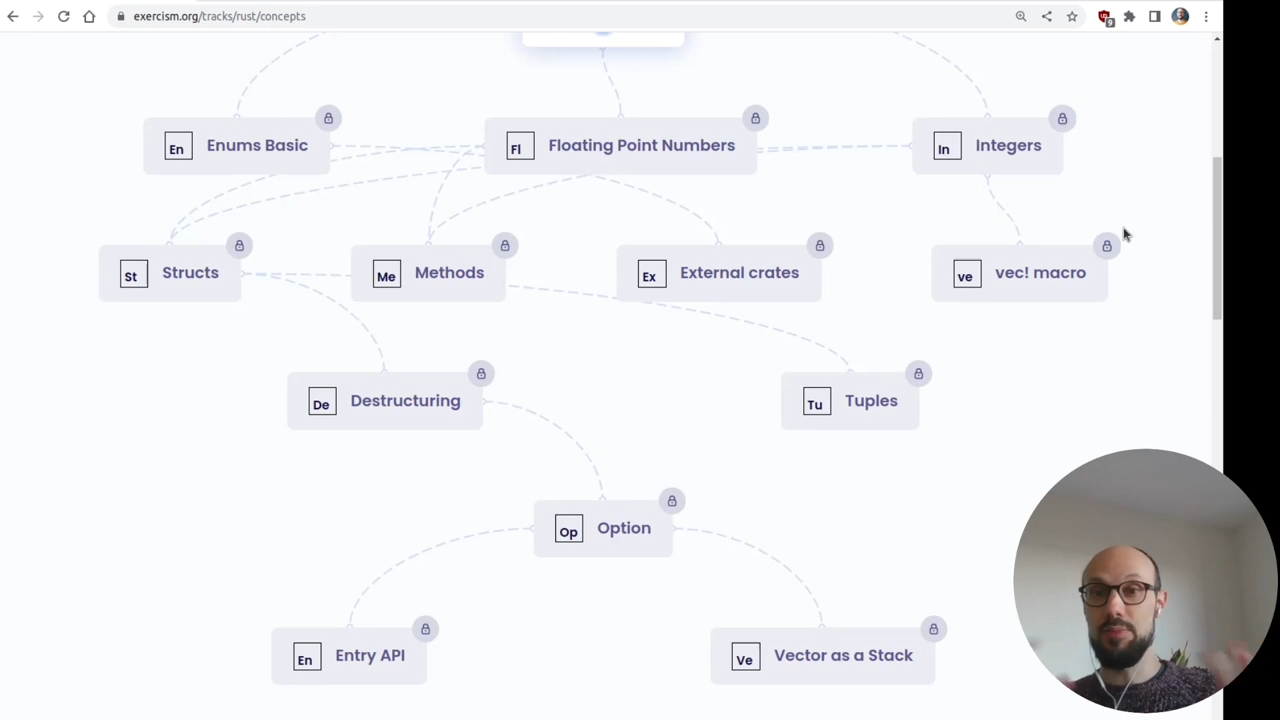 exercism.org/tracks/rust/concepts
9
En Enums Basic
Fl Floating Point Numbers
In Integers
St Structs
Me Methods
Ex External crates
ve vec! macro
De Destructuring
Tu Tuples
Op Option
En Entry API
Ve Vector as a Stack